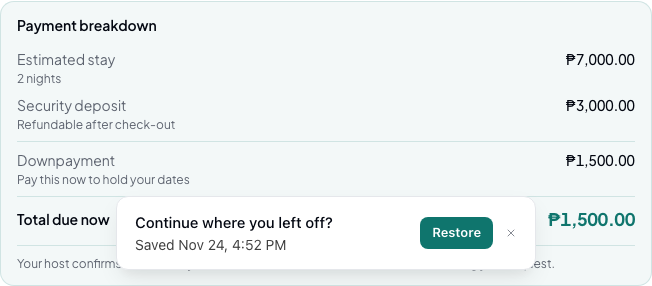 Payment breakdown
Estimated stay ₱7,000.00
2 nights
Security deposit ₱3,000.00
Refundable after check-out
Downpayment ₱1,500.00
Pay this now to hold your dates
Total due now ₱1,500.00
Continue where you left off?
Saved Nov 24, 4:52 PM
Restore ×
Your host confirms